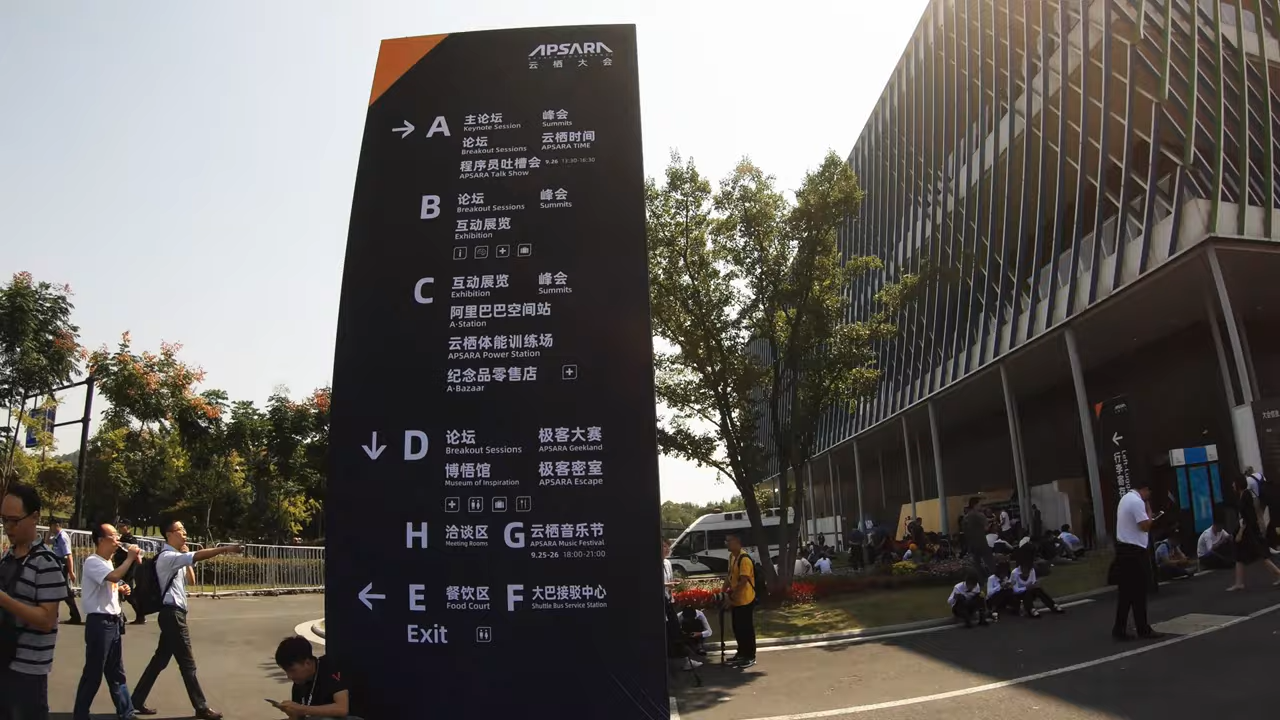 APSARA
云栖大会
→ A 主论坛 峰会
Keynote Session Summits
论坛 云栖时间
Breakout Sessions APSARA TIME
程序员吐槽会 9.26 13:30-16:30
APSARA Talk Show
B 论坛 峰会
Breakout Sessions Summits
互动展览
Exhibition
C 互动展览 峰会
Exhibition Summits
阿里巴巴空间站
A·Station
云栖体能训练场
APSARA Power Station
纪念品零售店
A·Bazaar
↓ D 论坛 极客大赛
Breakout Sessions APSARA Geekland
博悟馆 极客密室
Museum of Inspiration APSARA Escape
H 洽谈区 G 云栖音乐节
Meeting Rooms APSARA Music Festival
9.25-26 18:00-21:00
← E 餐饮区 F 大巴接驳中心
Food Court Shuttle Bus Service Station
Exit
← 行李寄存